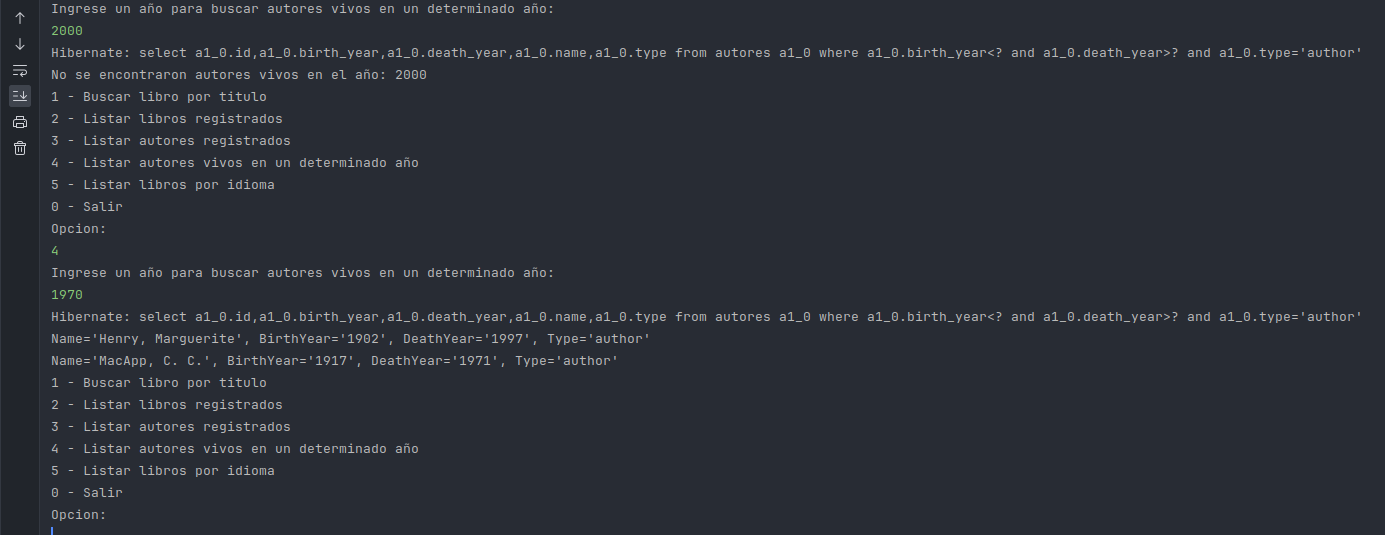 Ingrese un año para buscar autores vivos en un determinado año:
2000
Hibernate: select a1_0.id,a1_0.birth_year,a1_0.death_year,a1_0.name,a1_0.type from autores a1_0 where a1_0.birth_year<? and a1_0.death_year>? and a1_0.type='author'
No se encontraron autores vivos en el año: 2000
1 - Buscar libro por titulo
2 - Listar libros registrados
3 - Listar autores registrados
4 - Listar autores vivos en un determinado año
5 - Listar libros por idioma
0 - Salir
Opcion:
4
Ingrese un año para buscar autores vivos en un determinado año:
1970
Hibernate: select a1_0.id,a1_0.birth_year,a1_0.death_year,a1_0.name,a1_0.type from autores a1_0 where a1_0.birth_year<? and a1_0.death_year>? and a1_0.type='author'
Name='Henry, Marguerite', BirthYear='1902', DeathYear='1997', Type='author'
Name='MacApp, C. C.', BirthYear='1917', DeathYear='1971', Type='author'
1 - Buscar libro por titulo
2 - Listar libros registrados
3 - Listar autores registrados
4 - Listar autores vivos en un determinado año
5 - Listar libros por idioma
0 - Salir
Opcion: